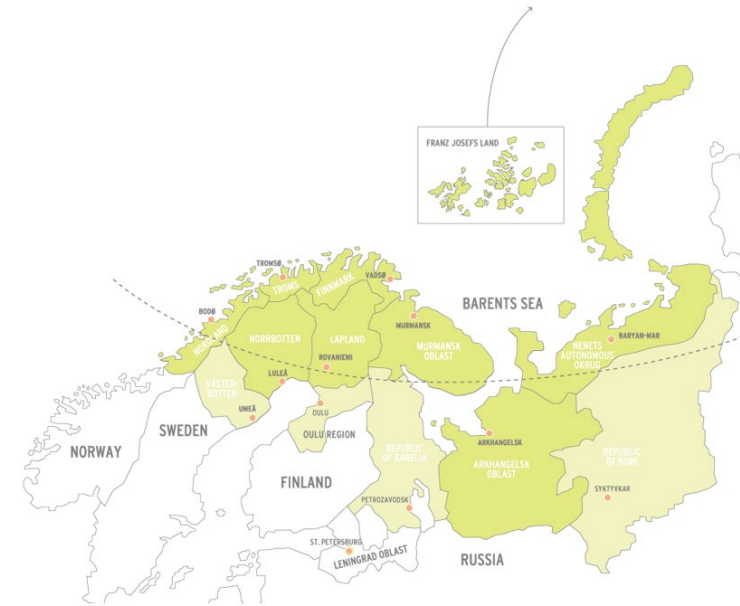 FRANZ JOSEFS LAND
TROMSØ
TROMS
FINNMARK
VADSØ
BARENTS SEA
BODØ
NORDLAND
NORRBOTTEN
LAPLAND
MURMANSK
MURMANSK
OBLAST
NARYAN-MAR
NENETS
AUTONOMOUS
OKRUG
ROVANIEMI
LULEÅ
VÄSTER-
BOTTEN
UMEÅ
OULU
OULU REGION
SWEDEN
NORWAY
FINLAND
REPUBLIC
OF KARELIA
ARKHANGELSK
ARKHANGELSK
OBLAST
REPUBLIC
OF KOMI
SYKTYVKAR
PETROZAVODSK
ST. PETERSBURG
LENINGRAD OBLAST
RUSSIA